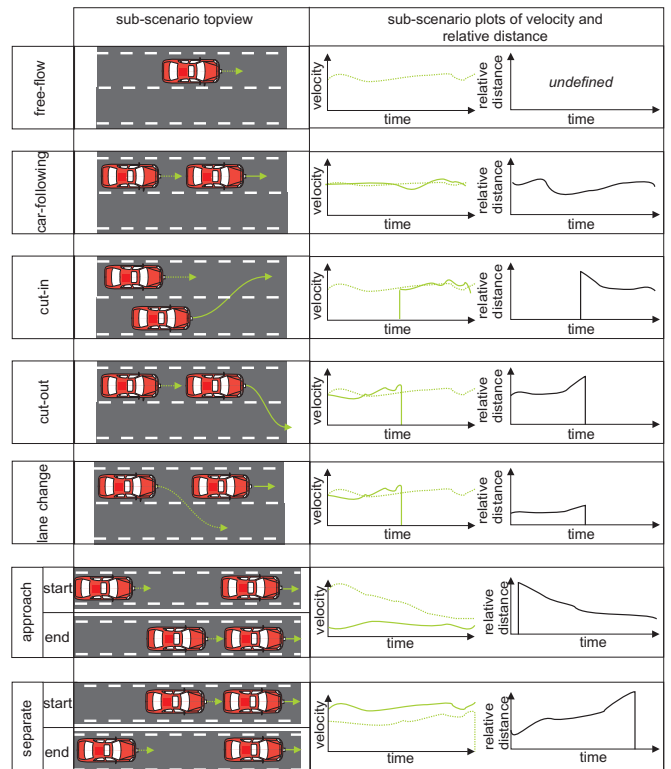 sub-scenario topview
sub-scenario plots of velocity and
relative distance
free-flow
velocity
time
relative
distance
undefined
time
car-following
velocity
time
relative
distance
time
cut-in
velocity
time
relative
distance
time
cut-out
velocity
time
relative
distance
time
lane change
velocity
time
relative
distance
time
approach
start
end
velocity
time
relative
distance
time
separate
start
end
velocity
time
relative
distance
time